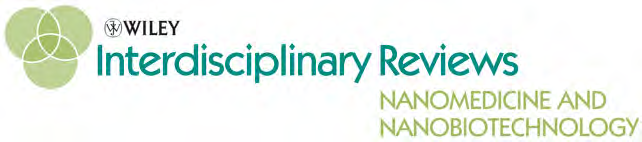 WILEY
Interdisciplinary Reviews
NANOMEDICINE AND
NANOBIOTECHNOLOGY